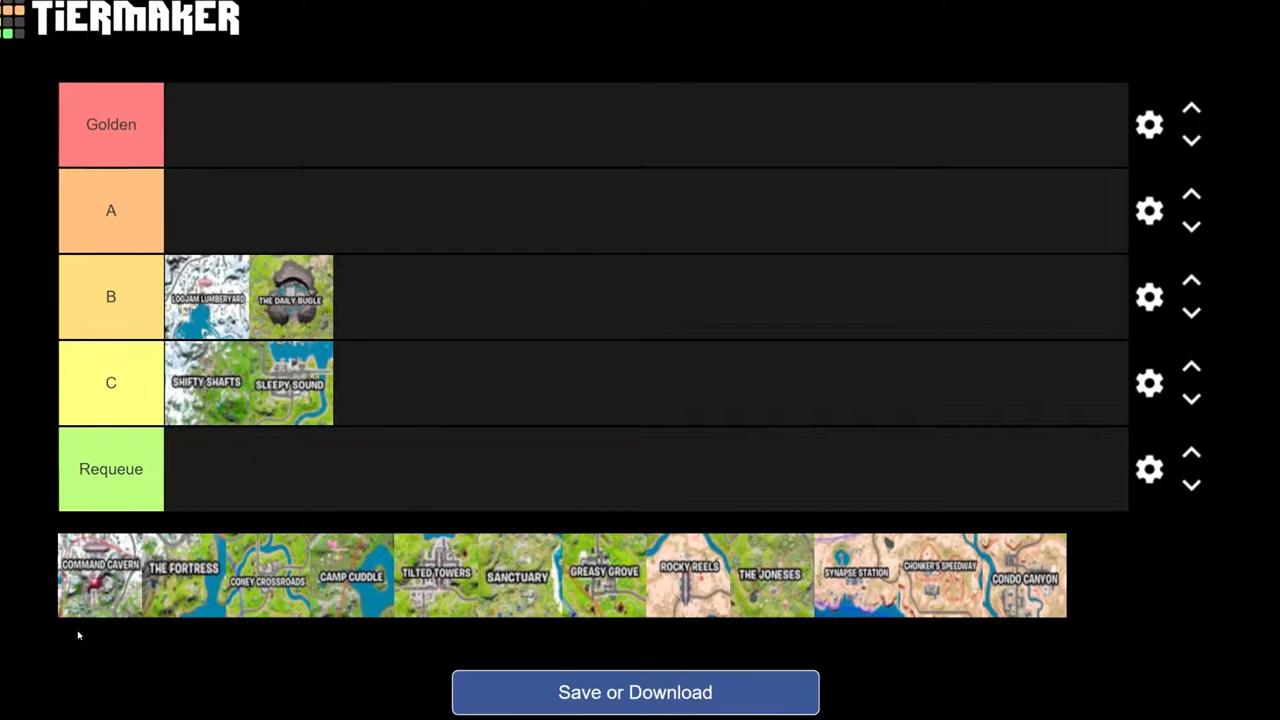 TIERMAKER
Golden
A
B
LOGJAM LUMBERYARD
THE DAILY BUGLE
C
SHIFTY SHAFTS
SLEEPY SOUND
Requeue
COMMAND CAVERN
THE FORTRESS
CONEY CROSSROADS
CAMP CUDDLE
TILTED TOWERS
SANCTUARY
GREASY GROVE
ROCKY REELS
THE JONESES
SYNAPSE STATION
CHONKER'S SPEEDWAY
CONDO CANYON
Save or Download